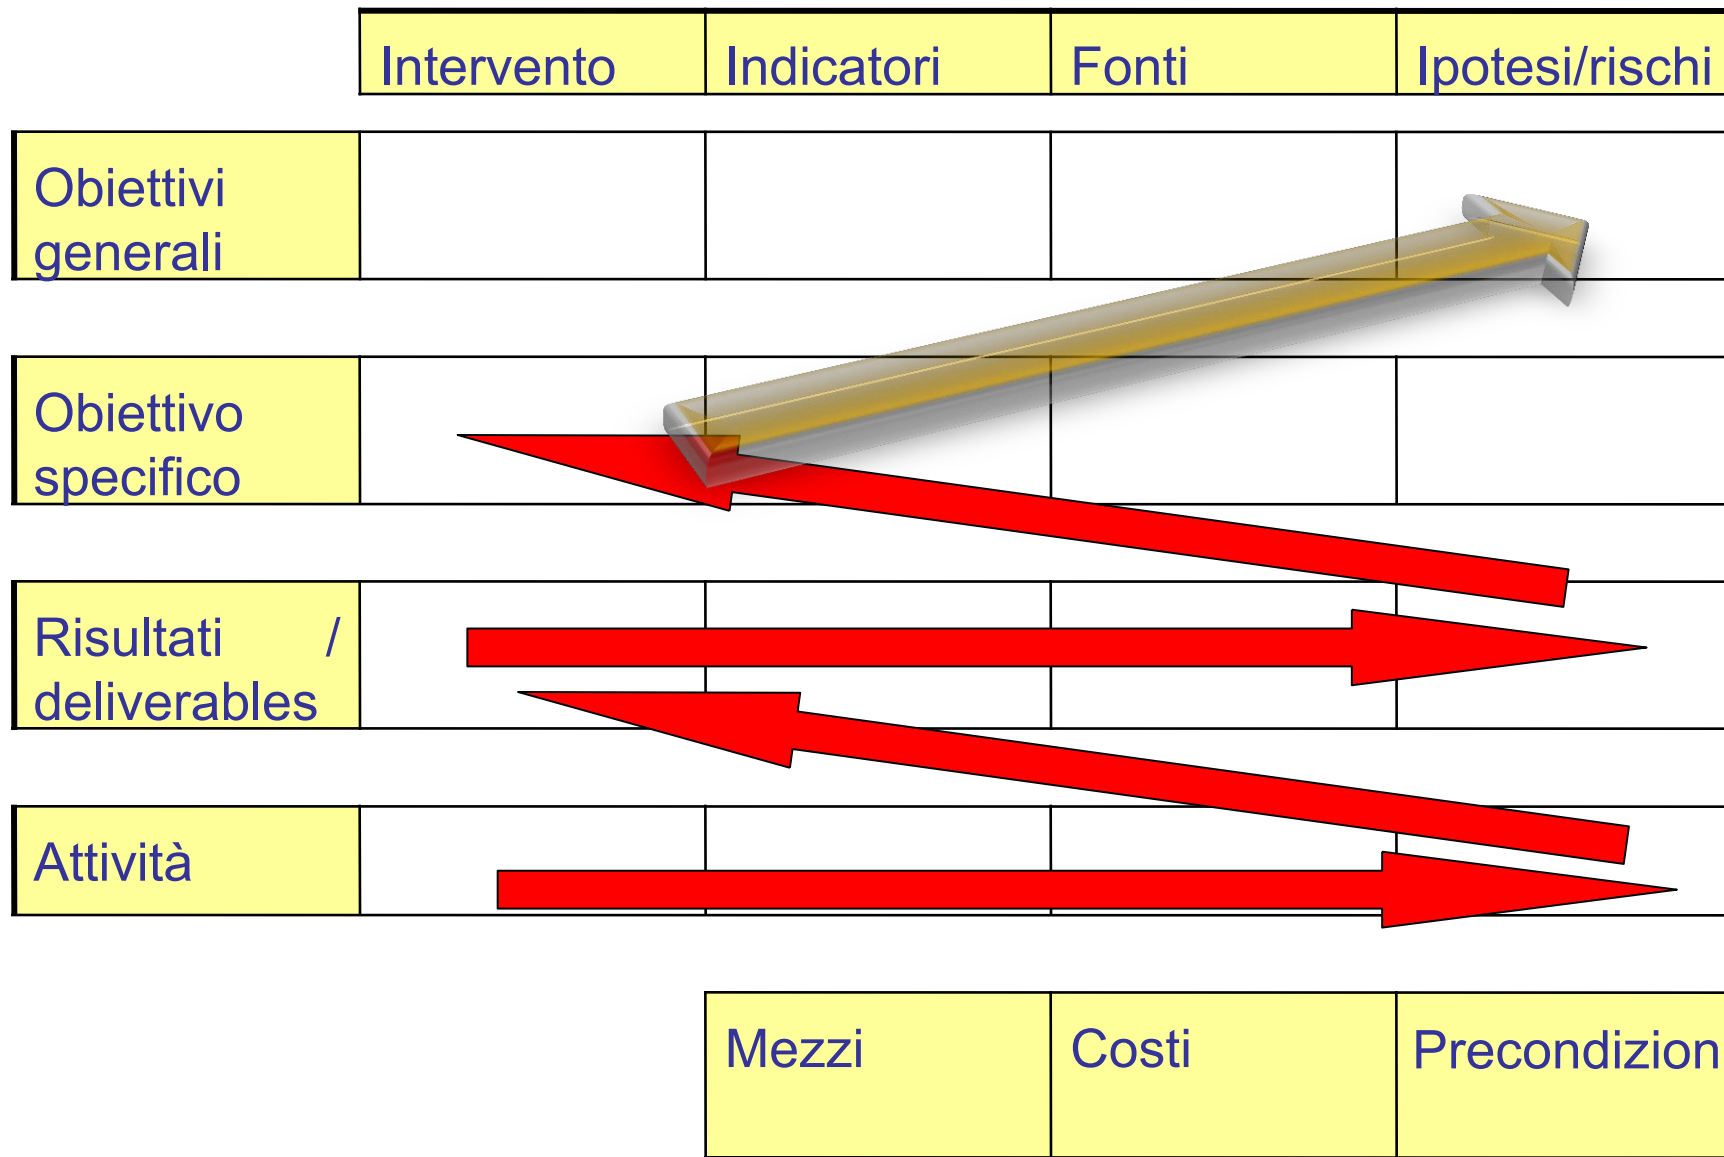 Intervento Indicatori Fonti Ipotesi/rischi
Obiettivi
generali
Obiettivo
specifico
Risultati /
deliverables
Attività
Mezzi Costi Precondizion